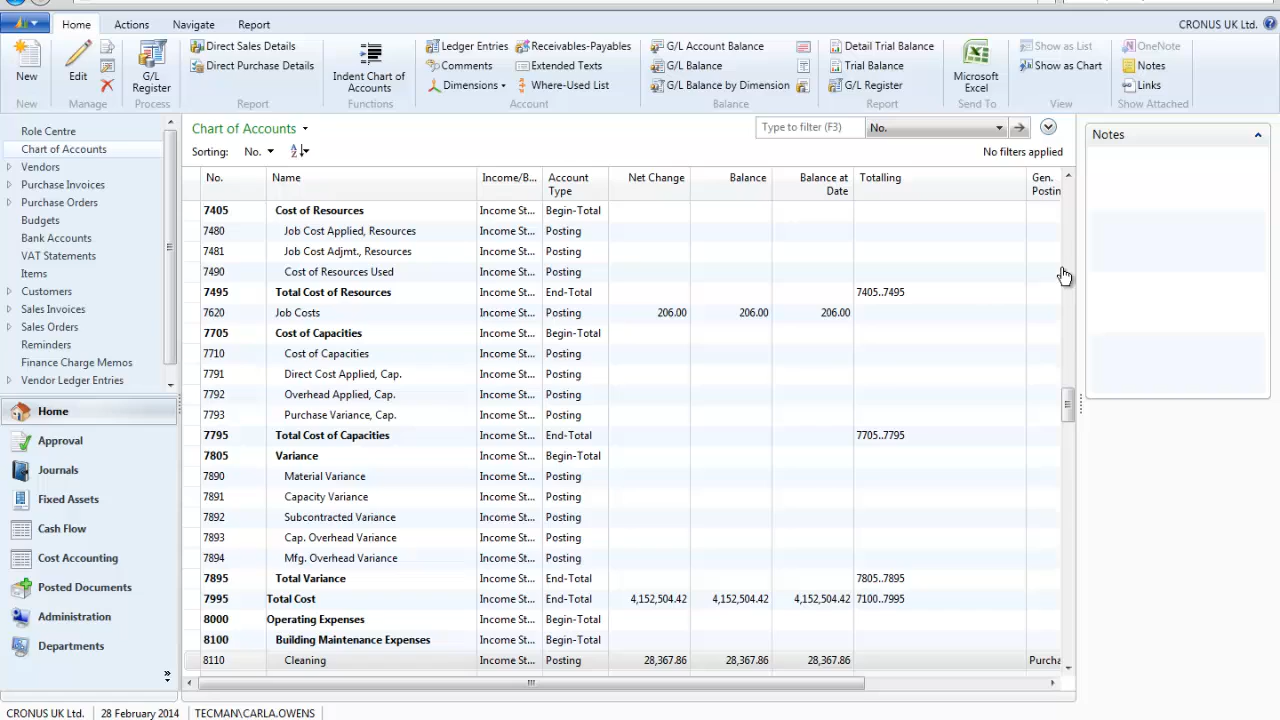 Home Actions Navigate Report CRONUS UK Ltd.
New Edit G/L Register Direct Sales Details Direct Purchase Details Indent Chart of Accounts
Ledger Entries Receivables-Payables G/L Account Balance Detail Trial Balance Microsoft Excel Show as List OneNote
Comments Extended Texts G/L Balance Trial Balance Show as Chart Notes
Dimensions Where-Used List G/L Balance by Dimension G/L Register Links
New Manage Process Report Functions Account Balance Report Send To View Show Attached
Role Centre
Chart of Accounts
Vendors
Purchase Invoices
Purchase Orders
Budgets
Bank Accounts
VAT Statements
Items
Customers
Sales Invoices
Sales Orders
Reminders
Finance Charge Memos
Vendor Ledger Entries
Home
Approval
Journals
Fixed Assets
Cash Flow
Cost Accounting
Posted Documents
Administration
Departments
Chart of Accounts Type to filter (F3) No.
Sorting: No. No filters applied
No. Name Income/B... Account Type Net Change Balance Balance at Date Totalling Gen. Postin
7405 Cost of Resources Income St... Begin-Total
7480 Job Cost Applied, Resources Income St... Posting
7481 Job Cost Adjmt., Resources Income St... Posting
7490 Cost of Resources Used Income St... Posting
7495 Total Cost of Resources Income St... End-Total 7405..7495
7620 Job Costs Income St... Posting 206.00 206.00 206.00
7705 Cost of Capacities Income St... Begin-Total
7710 Cost of Capacities Income St... Posting
7791 Direct Cost Applied, Cap. Income St... Posting
7792 Overhead Applied, Cap. Income St... Posting
7793 Purchase Variance, Cap. Income St... Posting
7795 Total Cost of Capacities Income St... End-Total 7705..7795
7805 Variance Income St... Begin-Total
7890 Material Variance Income St... Posting
7891 Capacity Variance Income St... Posting
7892 Subcontracted Variance Income St... Posting
7893 Cap. Overhead Variance Income St... Posting
7894 Mfg. Overhead Variance Income St... Posting
7895 Total Variance Income St... End-Total 7805..7895
7995 Total Cost Income St... End-Total 4,152,504.42 4,152,504.42 4,152,504.42 7100..7995
8000 Operating Expenses Income St... Begin-Total
8100 Building Maintenance Expenses Income St... Begin-Total
8110 Cleaning Income St... Posting 28,367.86 28,367.86 28,367.86 Purcha
Notes
CRONUS UK Ltd. 28 February 2014 TECMAN\CARLA.OWENS